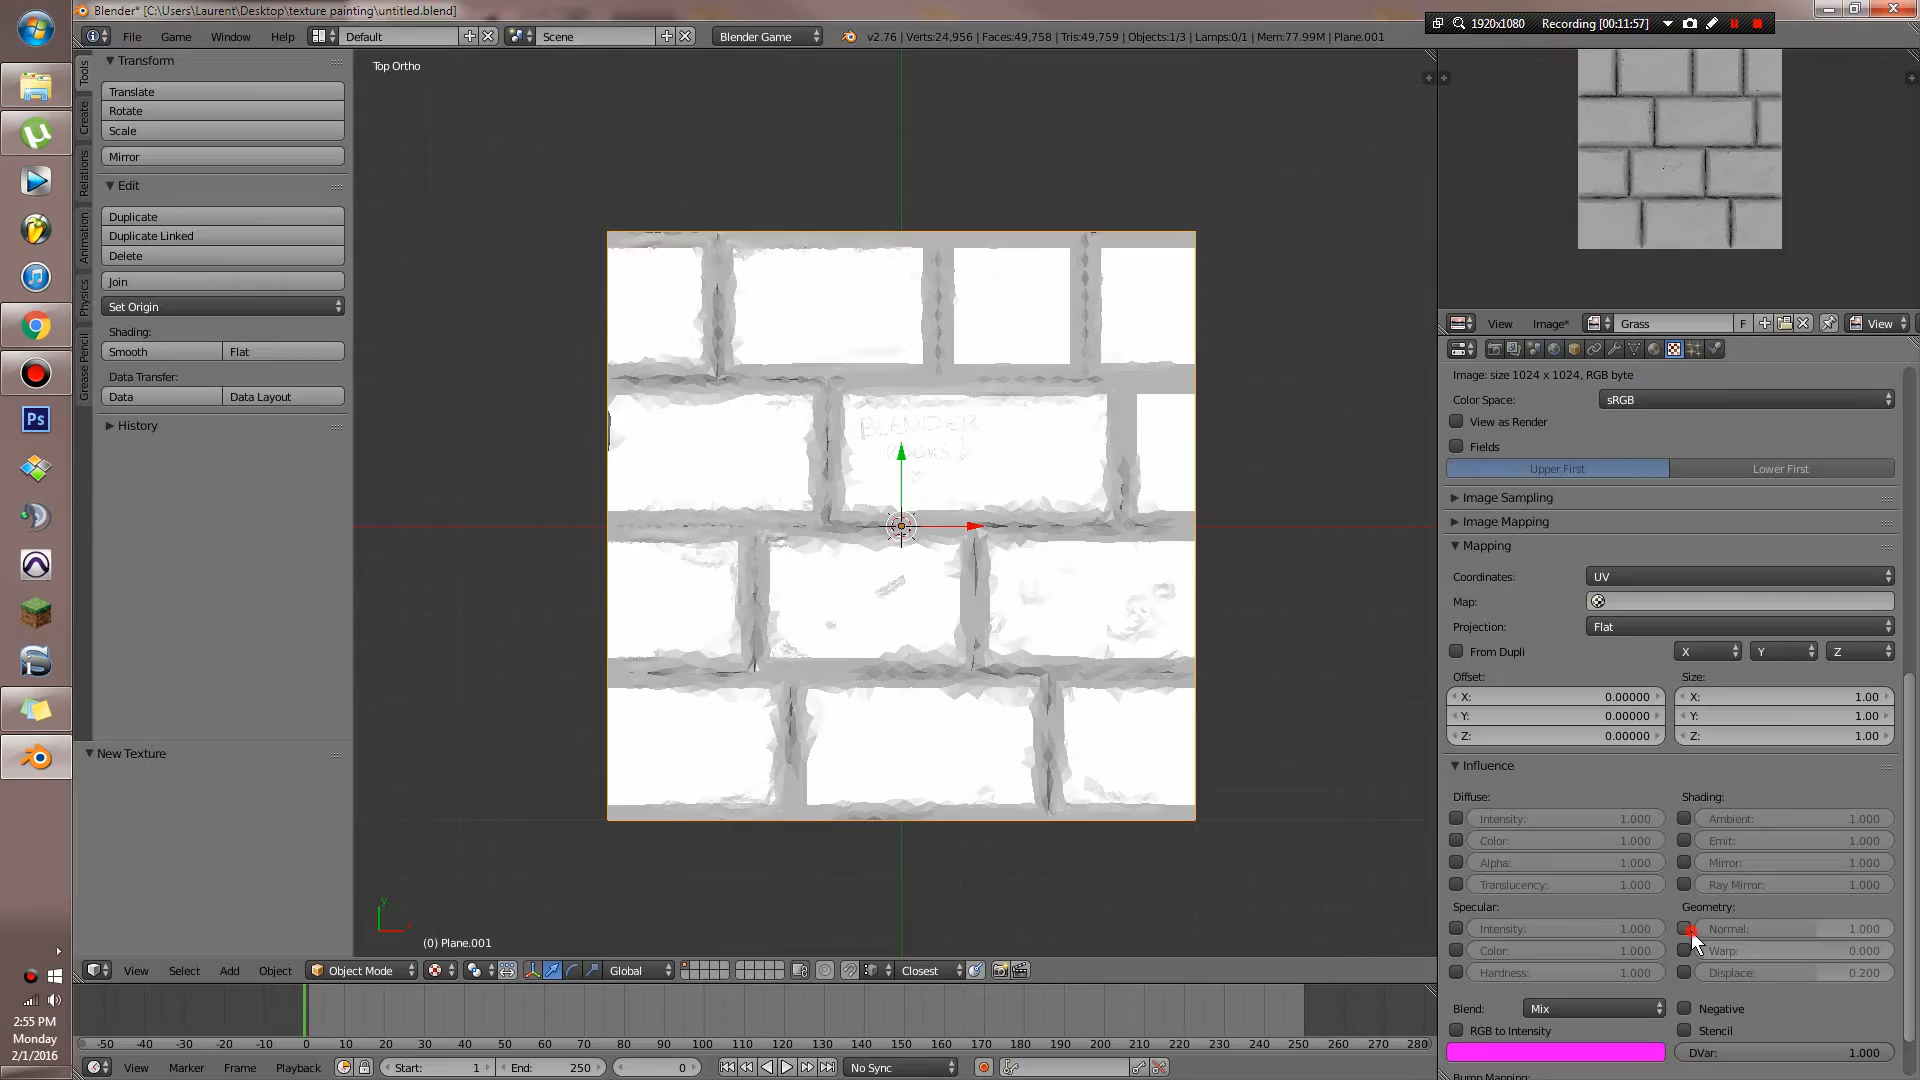 Blender* [C:\Users\Laurent\Desktop\texture painting\untitled.blend]
1920x1080 Recording [00:11:57]
File Game Window Help Default Scene Blender Game v2.76 | Verts:24,956 | Faces:49,758 | Tris:49,759 | Objects:1/3 | Lamps:0/1 | Mem:77.99M | Plane.001
Tools
Create
Relations
Animation
Physics
Grease Pencil
Transform
Translate
Rotate
Scale
Mirror
Edit
Duplicate
Duplicate Linked
Delete
Join
Set Origin
Shading:
Smooth Flat
Data Transfer:
Data Data Layout
History
New Texture
Top Ortho
BLENDER
ROCKS!
y
(0) Plane.001
View Select Add Object Object Mode Global Closest
-50 -40 -30 -20 -10 0 10 20 30 40 50 60 70 80 90 100 110 120 130 140 150 160 170 180 190 200 210 220 230 240 250 260 270 280
View Marker Frame Playback Start: 1 End: 250 0 No Sync
View Image* Grass F View
Image: size 1024 x 1024, RGB byte
Color Space: sRGB
View as Render
Fields
Upper First Lower First
Image Sampling
Image Mapping
Mapping
Coordinates: UV
Map:
Projection: Flat
From Dupli X Y Z
Offset: Size:
X: 0.00000 X: 1.00
Y: 0.00000 Y: 1.00
Z: 0.00000 Z: 1.00
Influence
Diffuse: Shading:
Intensity: 1.000 Ambient: 1.000
Color: 1.000 Emit: 1.000
Alpha: 1.000 Mirror: 1.000
Translucency: 1.000 Ray Mirror: 1.000
Specular: Geometry:
Intensity: 1.000 Normal: 1.000
Color: 1.000 Warp: 0.000
Hardness: 1.000 Displace: 0.200
Blend: Mix Negative
RGB to Intensity Stencil
DVar: 1.000
Bump Mapping:
Ps
2:55 PM
Monday
2/1/2016